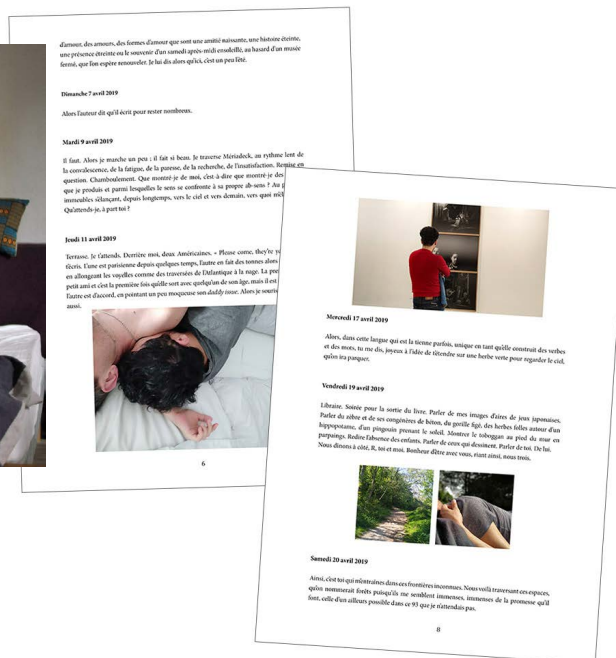 d'amour, des amours, des formes d'amour que sont une amitié naissante, une histoire éteinte,
une présence étreinte ou le souvenir d'un samedi après-midi ensoleillé, au hasard d'un musée
fermé, que l'on espère renouveler. Je lui dis alors qu'ici, c'est un peu l'été.
Dimanche 7 avril 2019
Alors l'auteur dit qu'il écrit pour rester nombreux.
Mardi 9 avril 2019
Il faut. Alors je marche un peu ; il fait si beau. Je traverse Mériadeck, au rythme lent de
la convalescence, de la fatigue, de la paresse, de la recherche, de l'insatisfaction. Remise en
question. Chamboulement. Que montré-je de moi, c'est-à-dire que montré-je des
que je produis et parmi lesquelles le sens se confronte à sa propre ab-sens ? Au
immeubles s'élançant, depuis longtemps, vers le ciel et vers demain, vers quoi
Qu'attends-je, à part toi ?
Jeudi 11 avril 2019
Terrasse. Je t'attends. Derrière moi, deux Américaines. « Please come, they're
t'écris. L'une est parisienne depuis quelques temps, l'autre en fait des tonnes alors
en allongeant les voyelles comme des traversées de l'Atlantique à la nage. La
petit ami et c'est la première fois qu'elle sort avec quelqu'un de son âge, mais il est
l'autre est d'accord, en pointant un peu moqueuse son daddy issue. Alors je souris
aussi.
6
Mercredi 17 avril 2019
Alors, dans cette langue qui est la tienne parfois, unique en tant qu'elle construit des verbes
et des mots, tu me dis, joyeux à l'idée de t'étendre sur une herbe verte pour regarder le ciel,
qu'on ira parquer.
Vendredi 19 avril 2019
Libraire. Soirée pour la sortie du livre. Parler de mes images d'aires de jeux japonaises.
Parler du zèbre et de ses congénères de béton, du gorille figé, des herbes folles autour d'un
hippopotame, d'un pingouin prenant le soleil. Montrer le toboggan au pied du mur en
parpaings. Redire l'absence des enfants. Parler de ceux qui dessinent. Parler de toi. De lui.
Nous dînons à côté, R, toi et moi. Bonheur d'être avec vous, riant ainsi, nous trois.
Samedi 20 avril 2019
Ainsi, c'est toi qui m'entraines dans ces frontières inconnues. Nous voilà traversant ces espaces,
qu'on nommerait forêts puisqu'ils me semblent immenses, immenses de la promesse qu'il
font, celle d'un ailleurs possible dans ce 93 que je n'attendais pas.
8